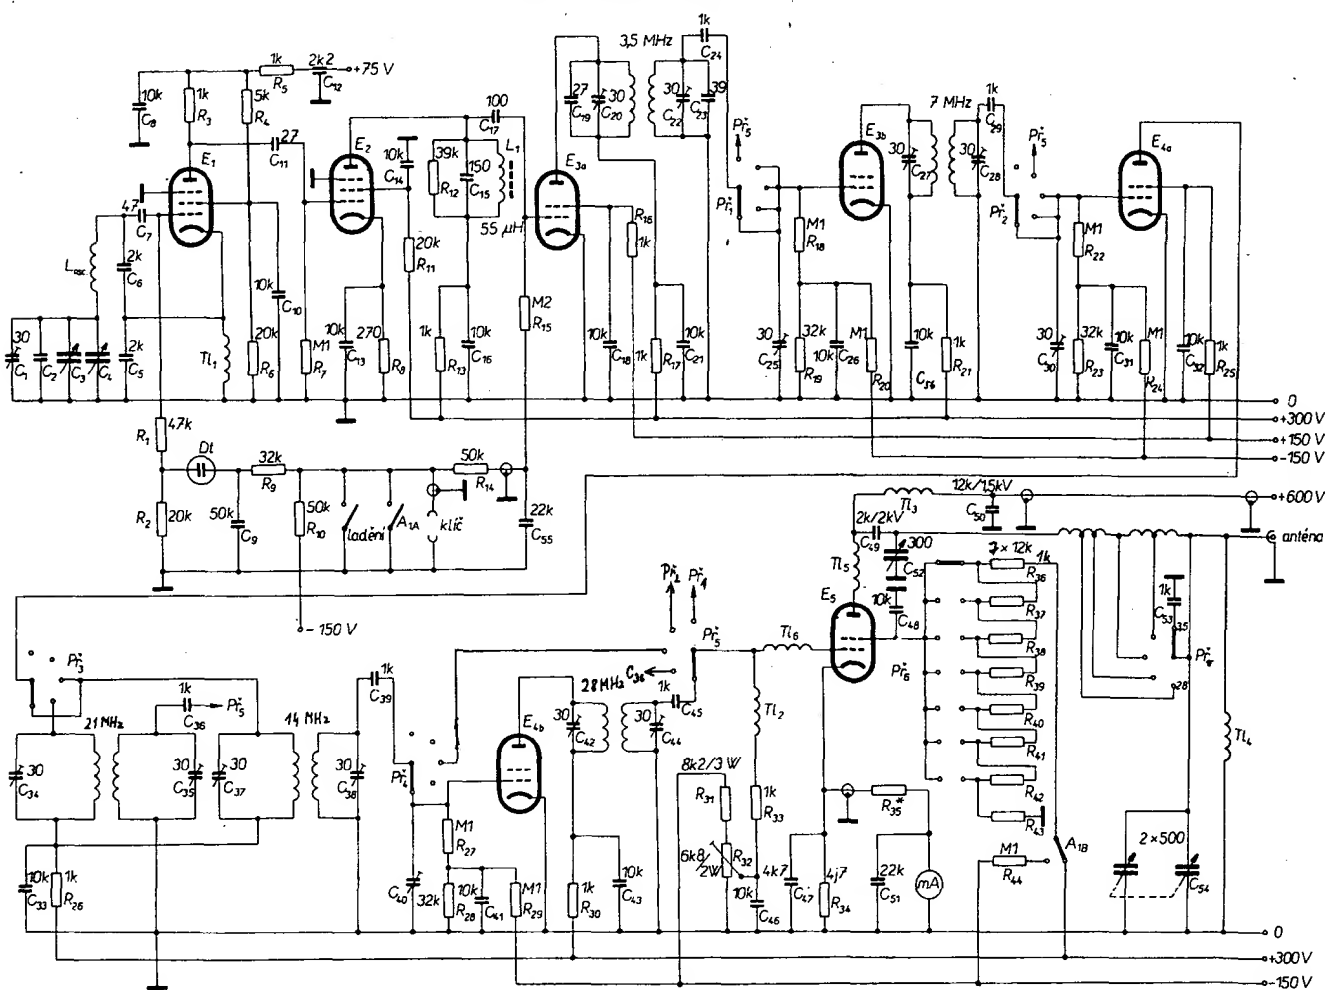 3,5 MHz
1k
C24
1k
R5
2k2
C12
+75 V
10k
C8
1k
R3
5k
R4
E1
27
C11
E2
10k
C14
39k
R12
150
C15
100
C17
L1
55 µH
27
C19
30
C20
30
C22
C23
39
E3a
R16
1k
Př5
Př1
7 MHz
1k
C29
E3b
30
C27
30
C28
Př5
Př2
E4a
47
C7
Losc.
2k
C6
30
C1
C2
C3
C4
2k
C5
Tl1
20k
R6
10k
C10
M1
R7
10k
C13
270
R8
20k
R11
1k
R13
10k
C16
M2
R15
10k
C18
1k
R17
10k
C21
30
C25
M1
R18
32k
R19
10k
C26
M1
R20
10k
C56
1k
R21
30
C30
M1
R22
32k
R23
10k
C31
M1
R24
10k
C32
1k
R25
0
+300 V
+150 V
-150 V
R1
47k
Dt
R2
20k
50k
C9
32k
R9
50k
R10
ladění
A1A
klíč
50k
R14
22k
C55
-150 V
12k/1,5kV
C50
Tl3
+600 V
2k/2kV
C49
300
C52
Tl5
10k
C48
E5
anténa
7 × 12k
1k
R36
R37
R38
R39
R40
R41
R42
R43
Př6
1k
C53
3,5
28
Tl4
Př3
1k
C36
Př5
21 MHz
14 MHz
30
C34
30
C35
30
C37
30
C38
1k
C39
Př4
10k
C33
1k
R26
E4b
M1
R27
C40
32k
R28
10k
C41
M1
R29
30
C42
28 MHz
30
C44
1k
R30
10k
C43
Př2
Př4
Př5
C36
1k
C45
Tl6
Tl2
8k2/3 W
R31
6k8/2W
R32
1k
R33
10k
C46
4k7
C47
4j7
R34
R35*
22k
C51
mA
M1
R44
A1B
2×500
C54
0
+300V
-150 V